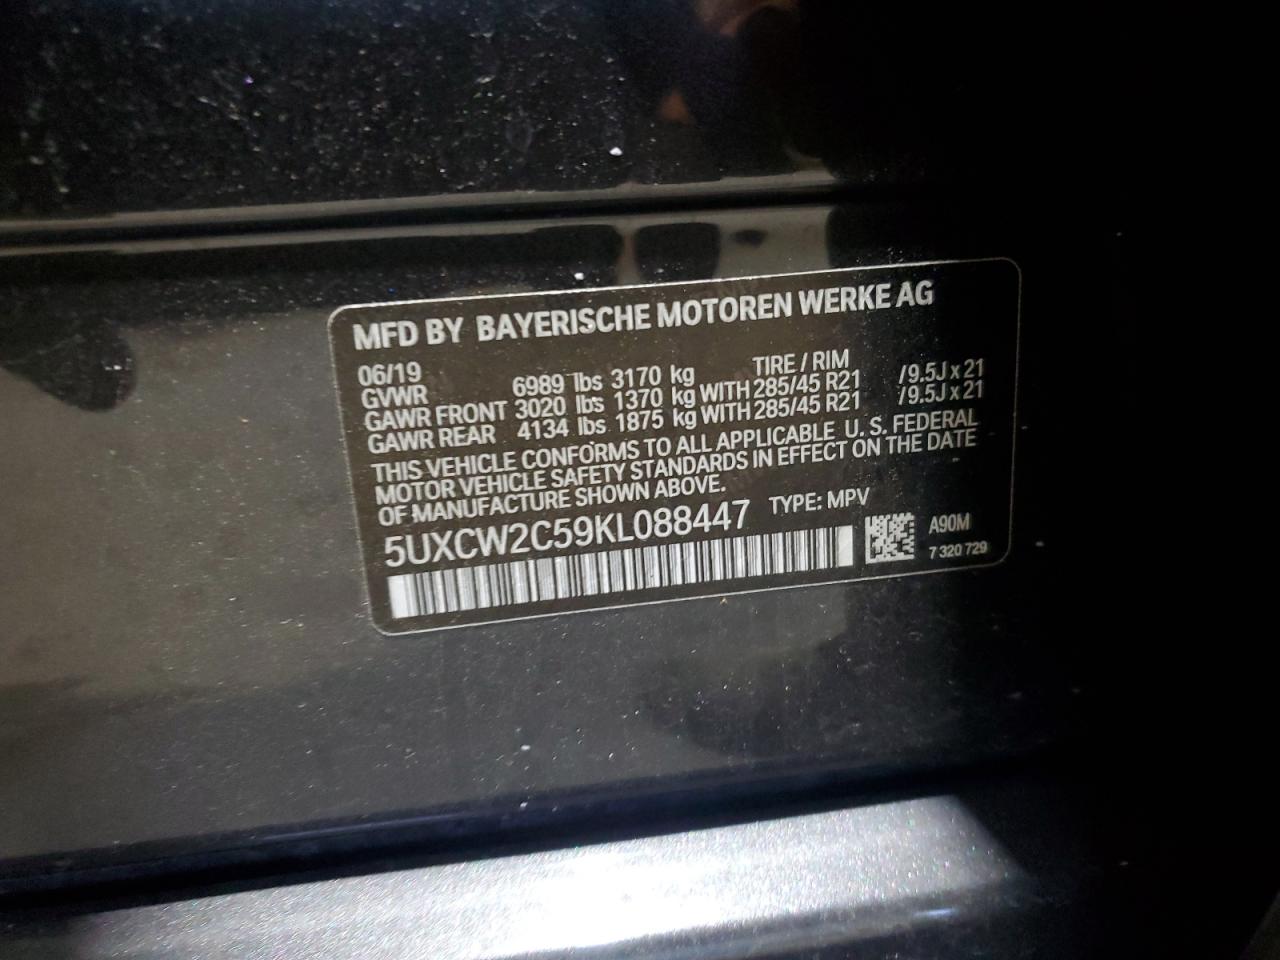 MFD BY BAYERISCHE MOTOREN WERKE AG
06/19 TIRE / RIM
GVWR 6989 lbs 3170 kg
GAWR FRONT 3020 lbs 1370 kg WITH 285/45 R21 /9.5J x 21
GAWR REAR 4134 lbs 1875 kg WITH 285/45 R21 /9.5J x 21
THIS VEHICLE CONFORMS TO ALL APPLICABLE U. S. FEDERAL
MOTOR VEHICLE SAFETY STANDARDS IN EFFECT ON THE DATE
OF MANUFACTURE SHOWN ABOVE.
5UXCW2C59KL088447 TYPE: MPV
A90M
7 320 729